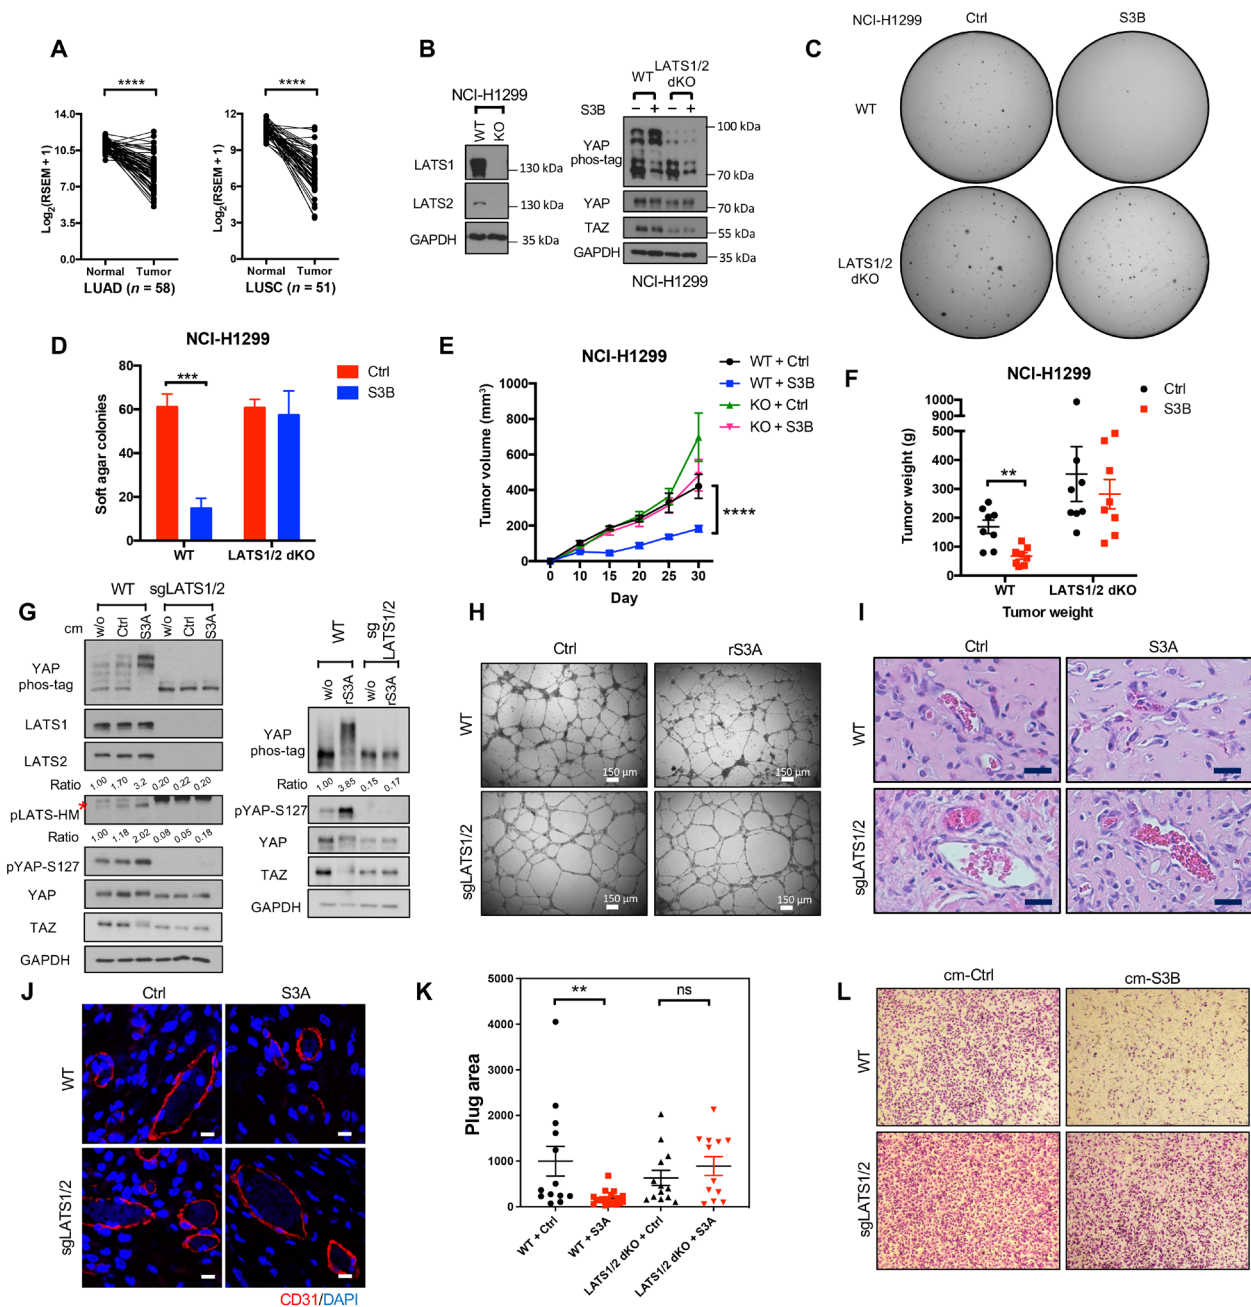 A
****
****
14.0
10.5
7.0
3.5
0.0
Log2(RSEM + 1)
Normal Tumor
LUAD (n = 58)
12
9
6
3
0
Log2(RSEM + 1)
Normal Tumor
LUSC (n = 51)
B
NCI-H1299
WT
KO
LATS1
130 kDa
LATS2
130 kDa
GAPDH
35 kDa
WT
LATS1/2
dKO
S3B − + − +
YAP
phos-tag
100 kDa
70 kDa
YAP
70 kDa
TAZ
55 kDa
GAPDH
35 kDa
NCI-H1299
C
NCI-H1299
Ctrl
S3B
WT
LATS1/2
dKO
D
NCI-H1299
Soft agar colonies
80
60
40
20
0
***
Ctrl
S3B
WT
LATS1/2 dKO
E
NCI-H1299
Tumor volume (mm3)
1000
800
600
400
200
0
0 10 15 20 25 30
Day
WT + Ctrl
WT + S3B
KO + Ctrl
KO + S3B
****
F
NCI-H1299
Ctrl
S3B
Tumor weight (g)
1000
900
500
400
300
200
100
0
**
WT
LATS1/2 dKO
Tumor weight
G
WT
sgLATS1/2
cm
w/o
Ctrl
S3A
w/o
Ctrl
S3A
YAP
phos-tag
LATS1
LATS2
Ratio 1.00 1.70 3.2 0.20 0.22 0.20
pLATS-HM *
Ratio 1.00 1.18 2.02 0.08 0.05 0.18
pYAP-S127
YAP
TAZ
GAPDH
WT
sg
LATS1/2
w/o
rS3A
w/o
rS3A
YAP
phos-tag
Ratio 1.00 3.85 0.15 0.17
pYAP-S127
YAP
TAZ
GAPDH
H
Ctrl
rS3A
WT
sgLATS1/2
150 μm
150 μm
150 μm
150 μm
I
Ctrl
S3A
WT
sgLATS1/2
J
Ctrl
S3A
WT
sgLATS1/2
CD31/DAPI
K
Plug area
5000
4000
3000
2000
1000
0
**
ns
WT + Ctrl
WT + S3A
LATS1/2 dKO + Ctrl
LATS1/2 dKO + S3A
L
cm-Ctrl
cm-S3B
WT
sgLATS1/2